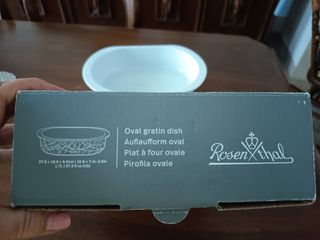 Oval gratin dish
Auflaufform oval
Plat à four ovale
Pirofila ovale
Rosenthal